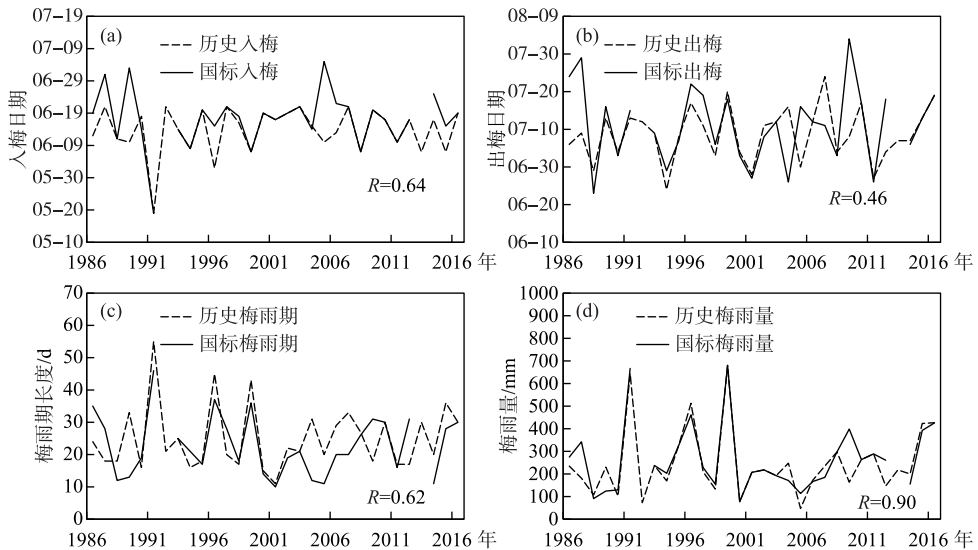 (a)
历史入梅
国标入梅
入梅日期
07-19
07-09
06-29
06-19
06-09
05-30
05-20
05-10
R=0.64
1986 1991 1996 2001 2006 2011 2016 年
(b)
历史出梅
国标出梅
出梅日期
08-09
07-30
07-20
07-10
06-30
06-20
06-10
R=0.46
1986 1991 1996 2001 2006 2011 2016 年
(c)
历史梅雨期
国标梅雨期
梅雨期长度/d
70
60
50
40
30
20
10
0
R=0.62
1986 1991 1996 2001 2006 2011 2016 年
(d)
历史梅雨量
国标梅雨量
梅雨量/mm
1000
900
800
700
600
500
400
300
200
100
0
R=0.90
1986 1991 1996 2001 2006 2011 2016 年